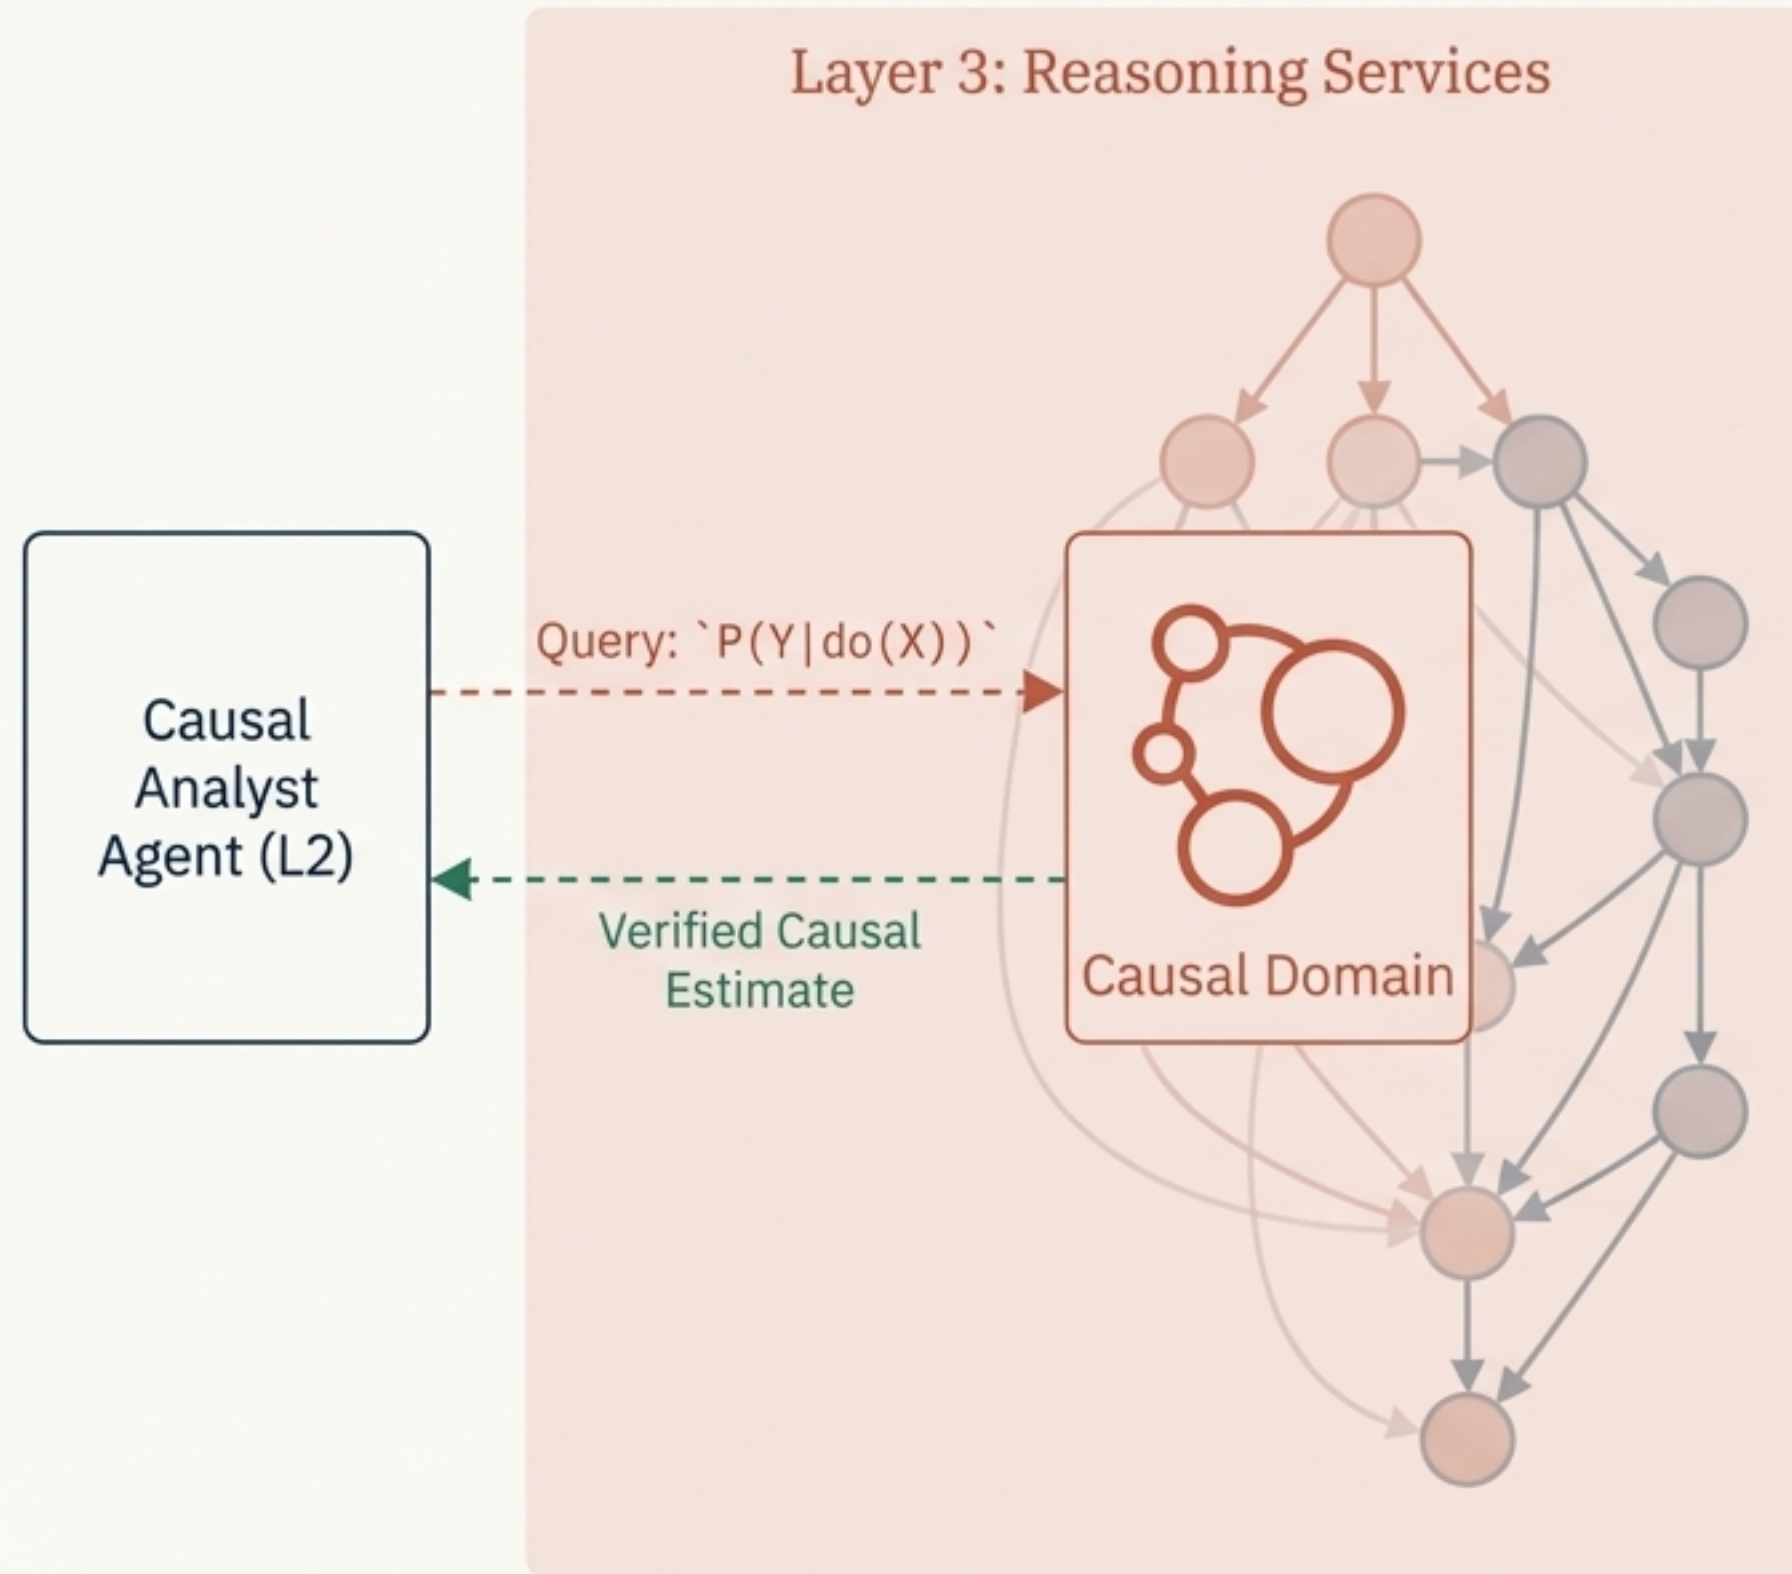 Layer 3: Reasoning Services
Query: `P(Y|do(X))`
Causal
Analyst
Agent (L2)
Verified Causal
Estimate
Causal Domain